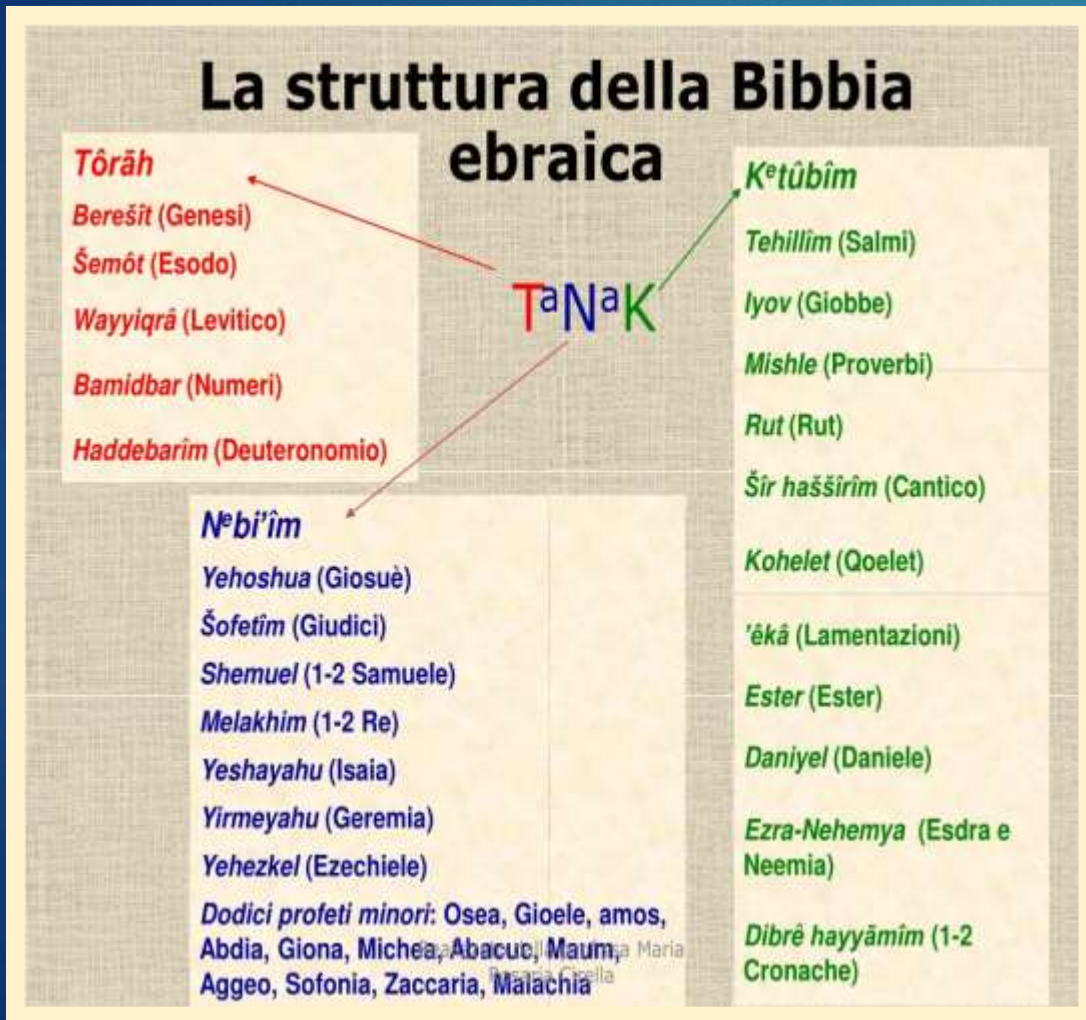 La struttura della Bibbia
ebraica
Tôrāh
Berešît (Genesi)
Šemôt (Esodo)
Wayyiqrâ (Levitico)
Bamidbar (Numeri)
Haddebarîm (Deuteronomio)
TaNaK
Nebi'îm
Yehoshua (Giosuè)
Šofetîm (Giudici)
Shemuel (1-2 Samuele)
Melakhim (1-2 Re)
Yeshayahu (Isaia)
Yirmeyahu (Geremia)
Yehezkel (Ezechiele)
Dodici profeti minori: Osea, Gioele, amos,
Abdia, Giona, Michea, Abacuc, Maum,
Aggeo, Sofonia, Zaccaria, Malachia
Ketûbîm
Tehillîm (Salmi)
Iyov (Giobbe)
Mishle (Proverbi)
Rut (Rut)
Šîr haššîrîm (Cantico)
Kohelet (Qoelet)
'êkâ (Lamentazioni)
Ester (Ester)
Daniyel (Daniele)
Ezra-Nehemya (Esdra e
Neemia)
Dibrê hayyāmîm (1-2
Cronache)
Maria